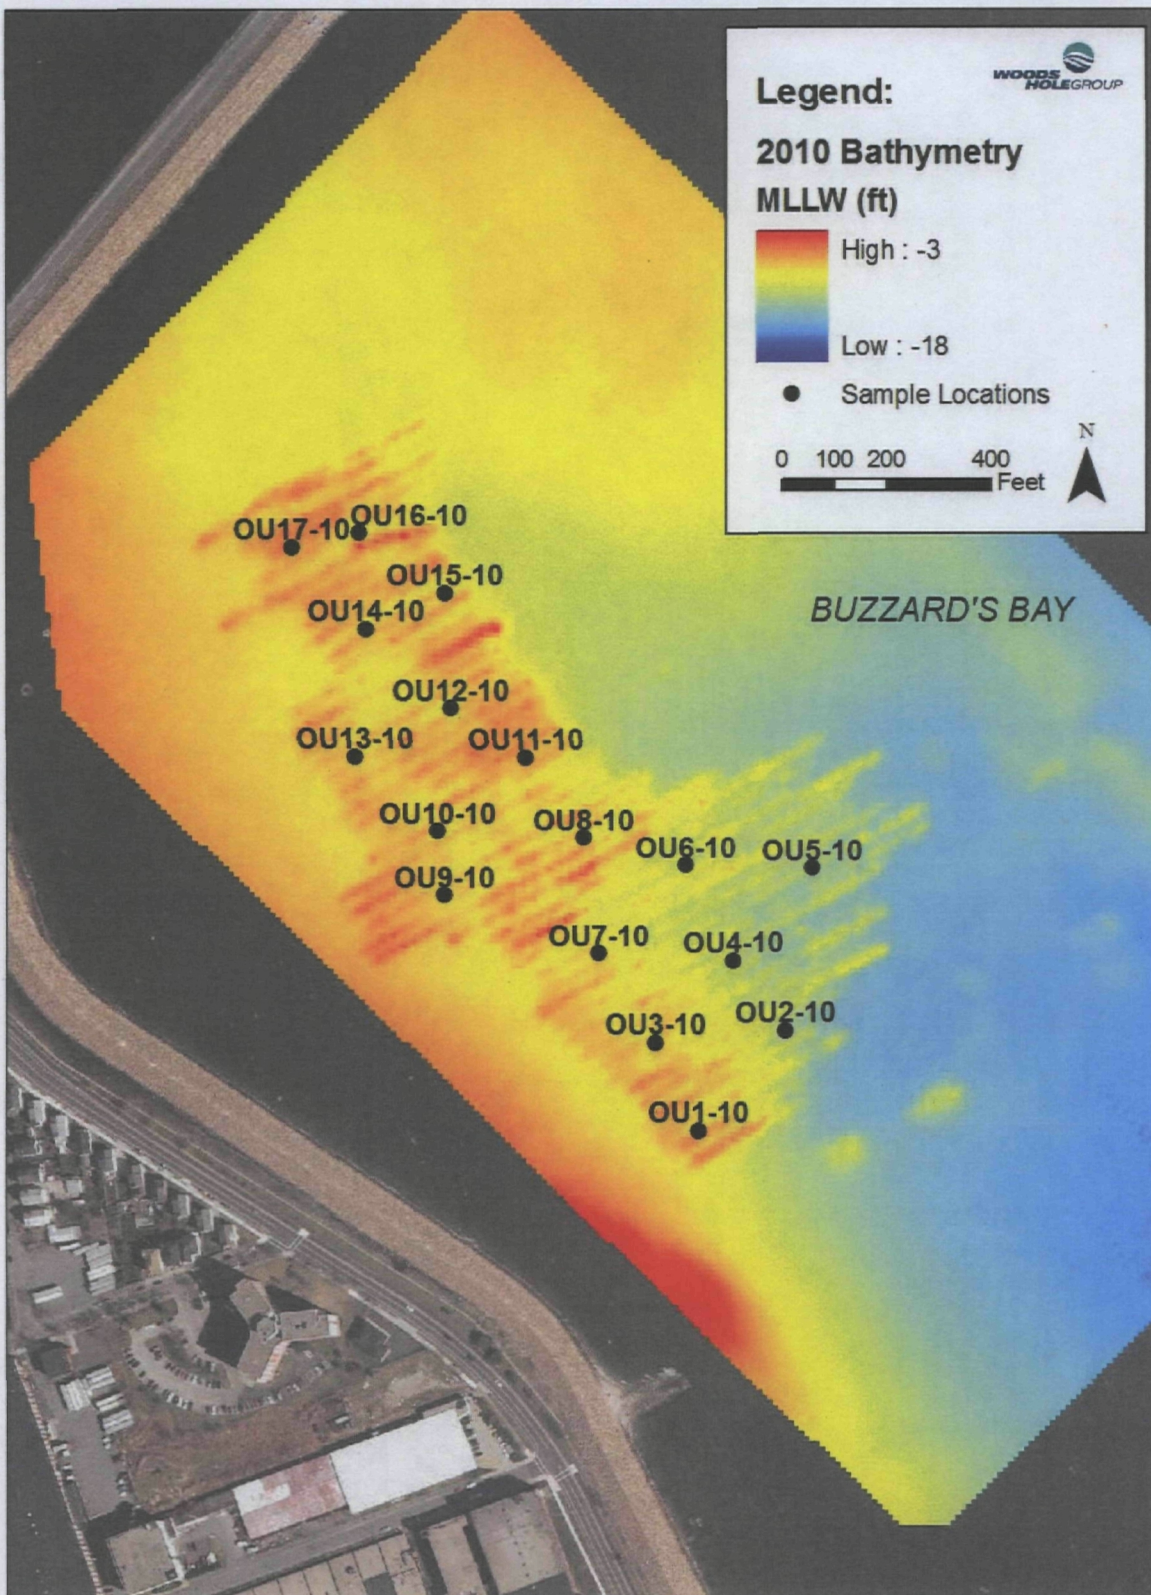 WOODS
HOLEGROUP
Legend:
2010 Bathymetry
MLLW (ft)
High : -3
Low : -18
Sample Locations
N
0 100 200 400
Feet
OU17-10
OU16-10
OU15-10
BUZZARD'S BAY
OU14-10
OU12-10
OU13-10
OU11-10
OU10-10
OU8-10
OU6-10
OU5-10
OU9-10
OU7-10
OU4-10
OU3-10
OU2-10
OU1-10